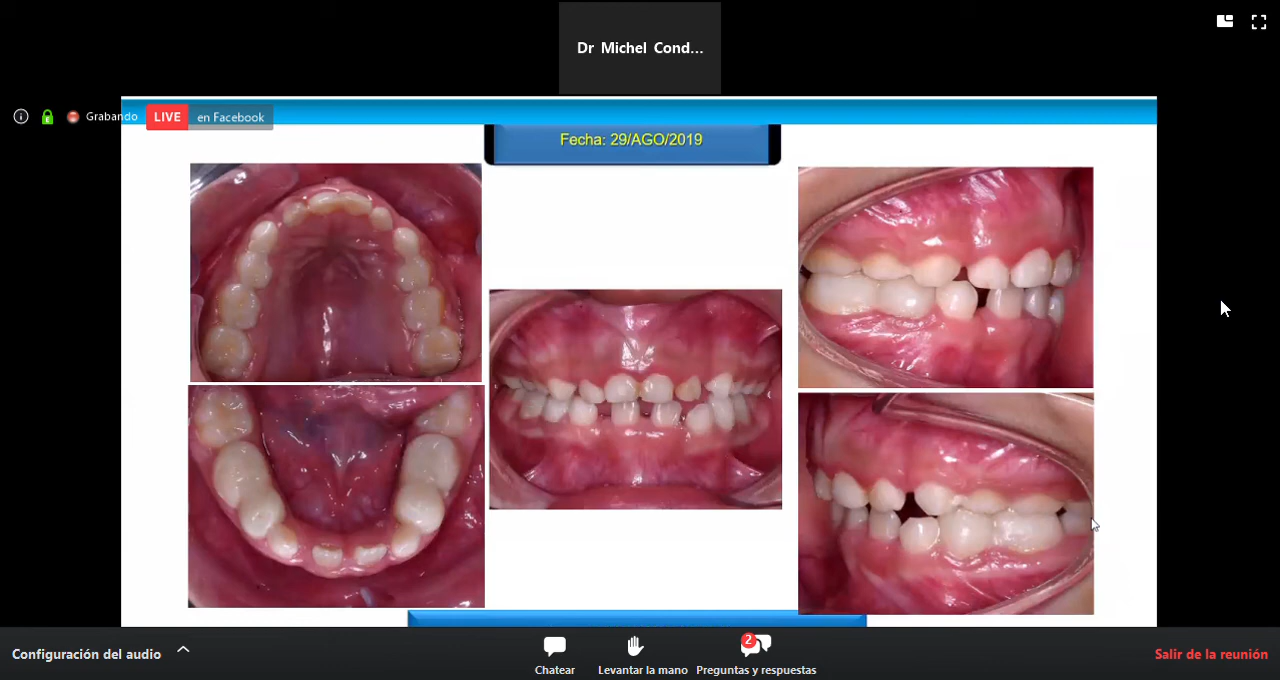 Dr Michel Cond...
Grabando
LIVE en Facebook
Fecha: 29/AGO/2019
Configuración del audio
Chatear
Levantar la mano
2
Preguntas y respuestas
Salir de la reunión